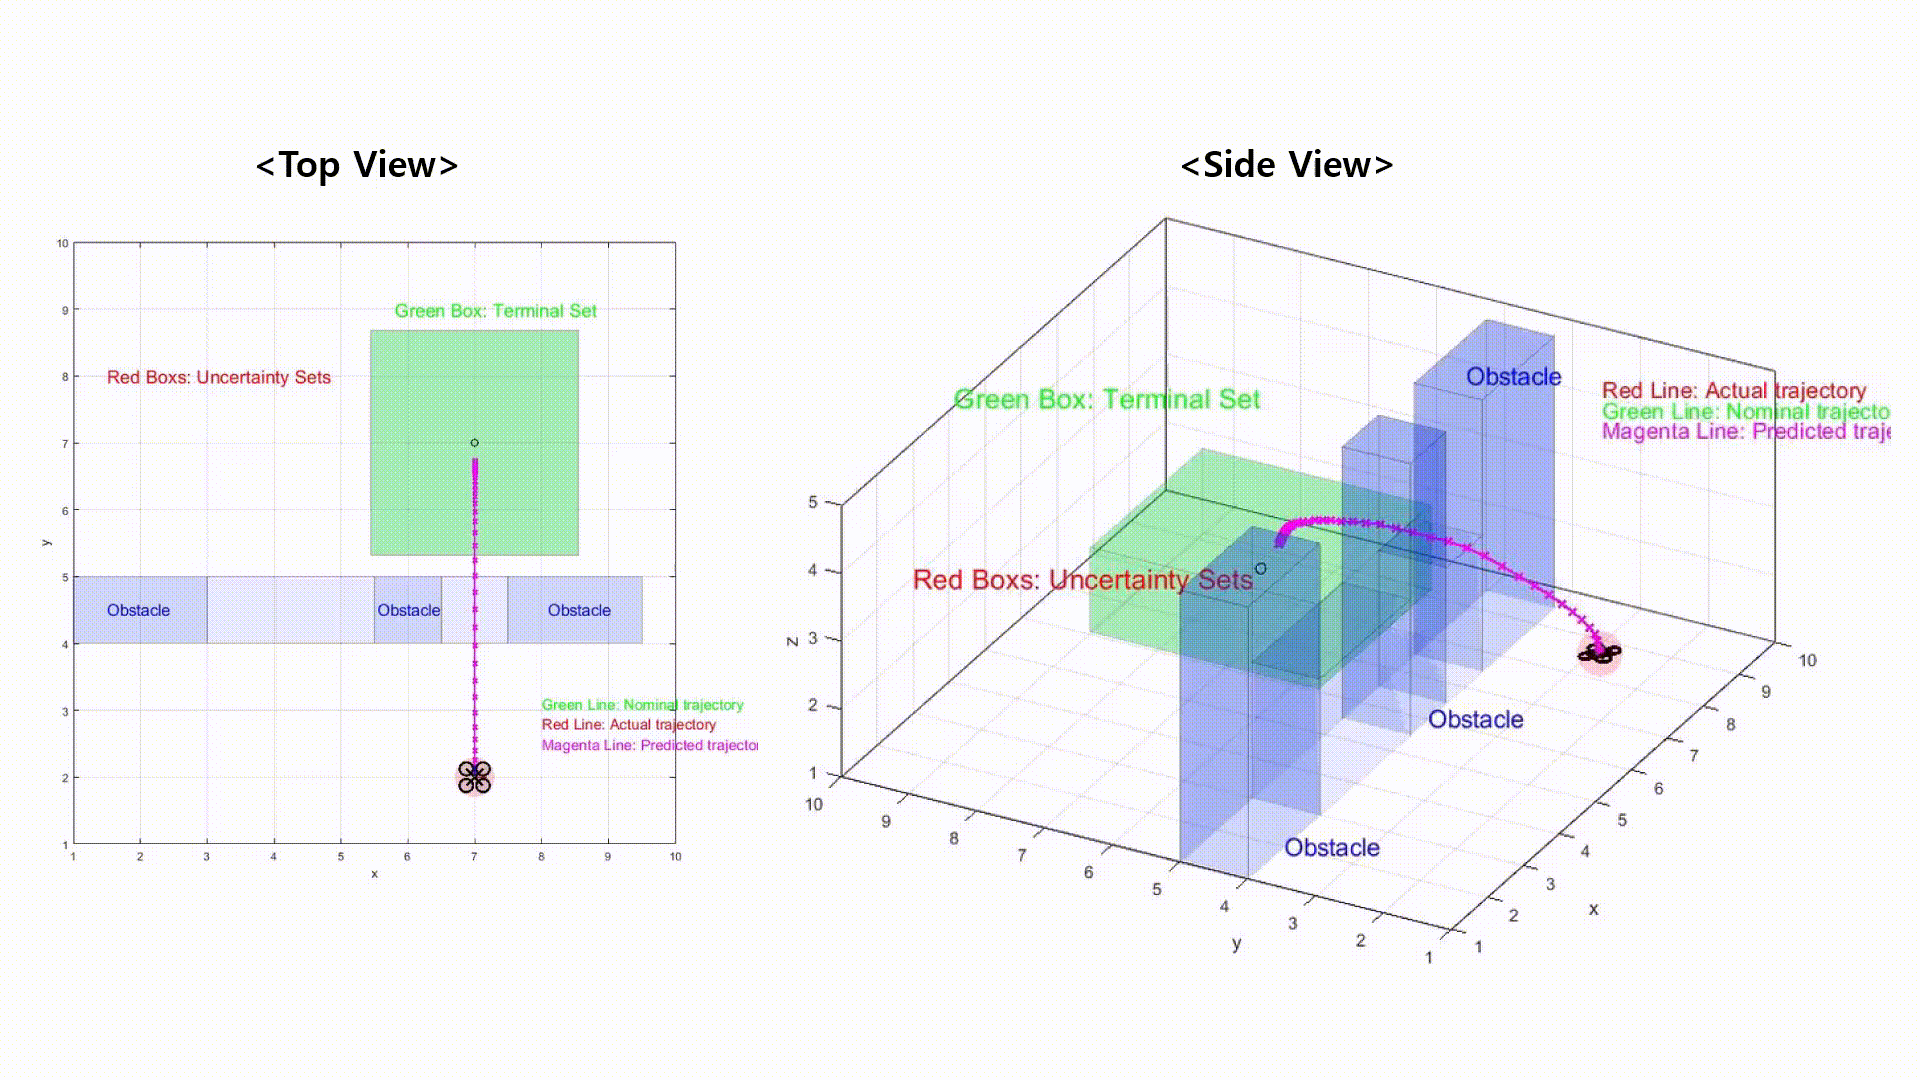 <Top View>
<Side View>
10
9
8
7
6
5
4
3
2
1
y
Green Box: Terminal Set
Red Boxs: Uncertainty Sets
Obstacle
Obstacle
Obstacle
Green Line: Nominal trajectory
Red Line: Actual trajectory
Magenta Line: Predicted trajector
1
2
3
4
5
6
7
8
9
10
x
Obstacle
Red Line: Actual trajectory
Green Line: Nominal trajecto
Magenta Line: Predicted traje
Green Box: Terminal Set
Red Boxs: Uncertainty Sets
Obstacle
Obstacle
5
4
3
2
1
z
10
9
8
7
6
5
4
3
2
1
y
1
2
3
4
5
6
7
8
9
10
x